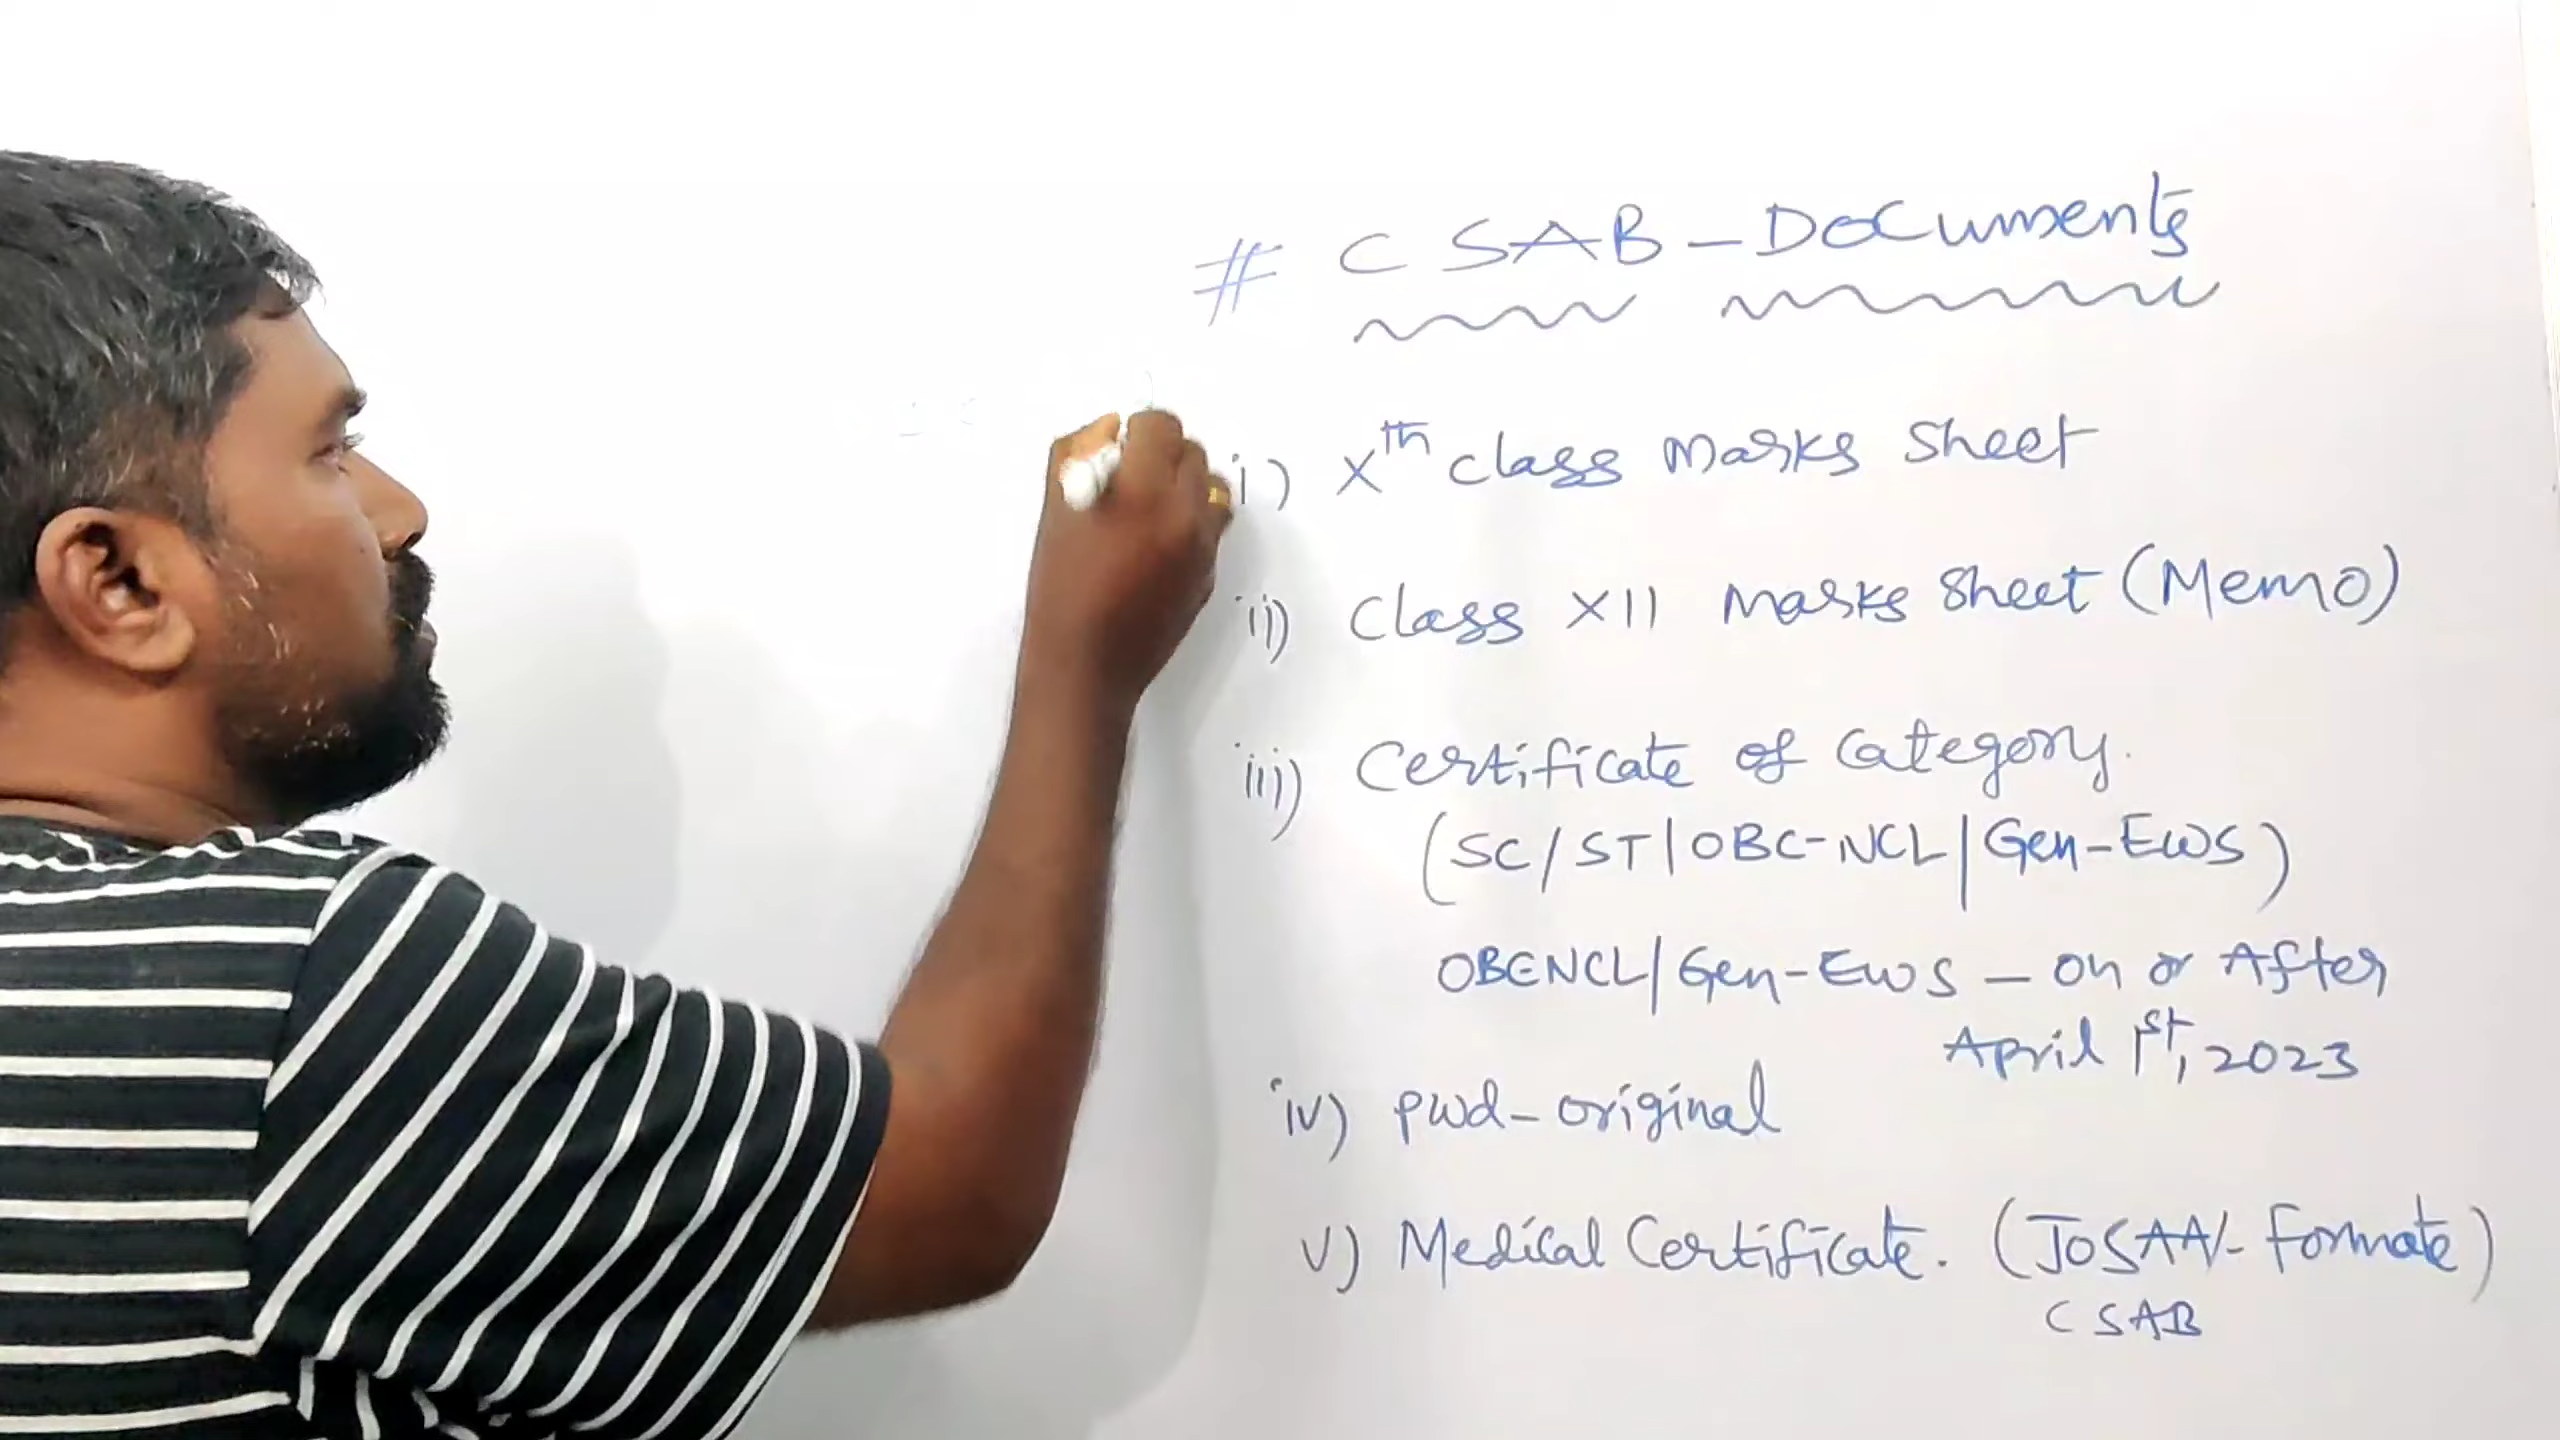 # CSAB - Documents
i) Xth class Marks Sheet
ii) Class XII Marks Sheet (Memo)
iii) Certificate of Category.
(SC/ST/OBC-NCL/Gen-EWS)
OBCNCL/Gen-EWS - on or After
April 1st, 2023
iv) Pwd - original
v) Medical Certificate. (JOSAA/- Formate)
CSAB